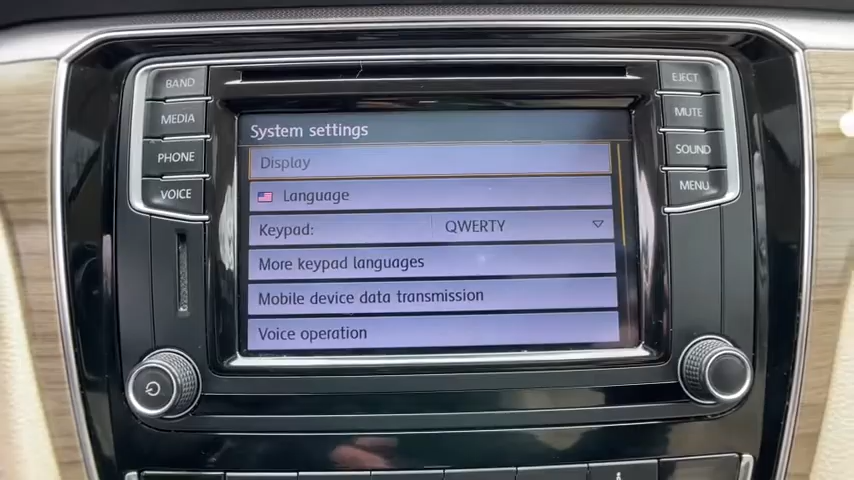 BAND
MEDIA
PHONE
VOICE
System settings
Display
Language
Keypad: QWERTY
More keypad languages
Mobile device data transmission
Voice operation
EJECT
MUTE
SOUND
MENU